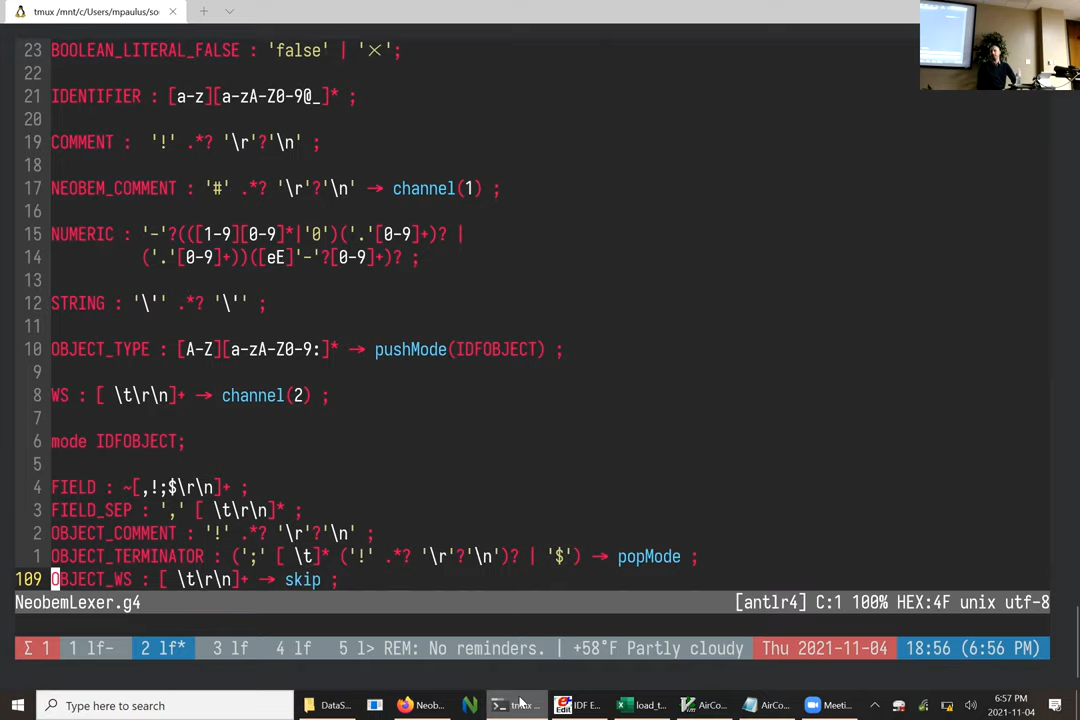 tmux /mnt/c/Users/mpaulus/so
23 BOOLEAN_LITERAL_FALSE : 'false' | '✕';
22
21 IDENTIFIER : [a-z][a-zA-Z0-9@_]* ;
20
19 COMMENT :  '!' .*? '\r'?'\n' ;
18
17 NEOBEM_COMMENT : '#' .*? '\r'?'\n' → channel(1) ;
16
15 NUMERIC : '-'?(([1-9][0-9]*|'0')('.'[0-9]+)? |
14 ('.'[0-9]+))([eE]'-'?[0-9]+)? ;
13
12 STRING : '\'' .*? '\'' ;
11
10 OBJECT_TYPE : [A-Z][a-zA-Z0-9:]* → pushMode(IDFOBJECT) ;
9
8 WS : [ \t\r\n]+ → channel(2) ;
7
6 mode IDFOBJECT;
5
4 FIELD : ~[,!;$\r\n]+ ;
3 FIELD_SEP : ',' [ \t\r\n]* ;
2 OBJECT_COMMENT : '!' .*? '\r'?'\n' ;
1 OBJECT_TERMINATOR : (';' [ \t]* ('!' .*? '\r'?'\n')? | '$') → popMode ;
109 OBJECT_WS : [ \t\r\n]+ → skip ;
NeobemLexer.g4 [antlr4] C:1 100% HEX:4F unix utf-8
Σ 1 1 lf- 2 lf* 3 lf 4 lf 5 l> REM: No reminders. | +58°F Partly cloudy Thu 2021-11-04 18:56 (6:56 PM)
Type here to search DataS... Neob... tmux ... IDF E... load_t... AirCo... AirCo... Meeti... 6:57 PM
2021-11-04